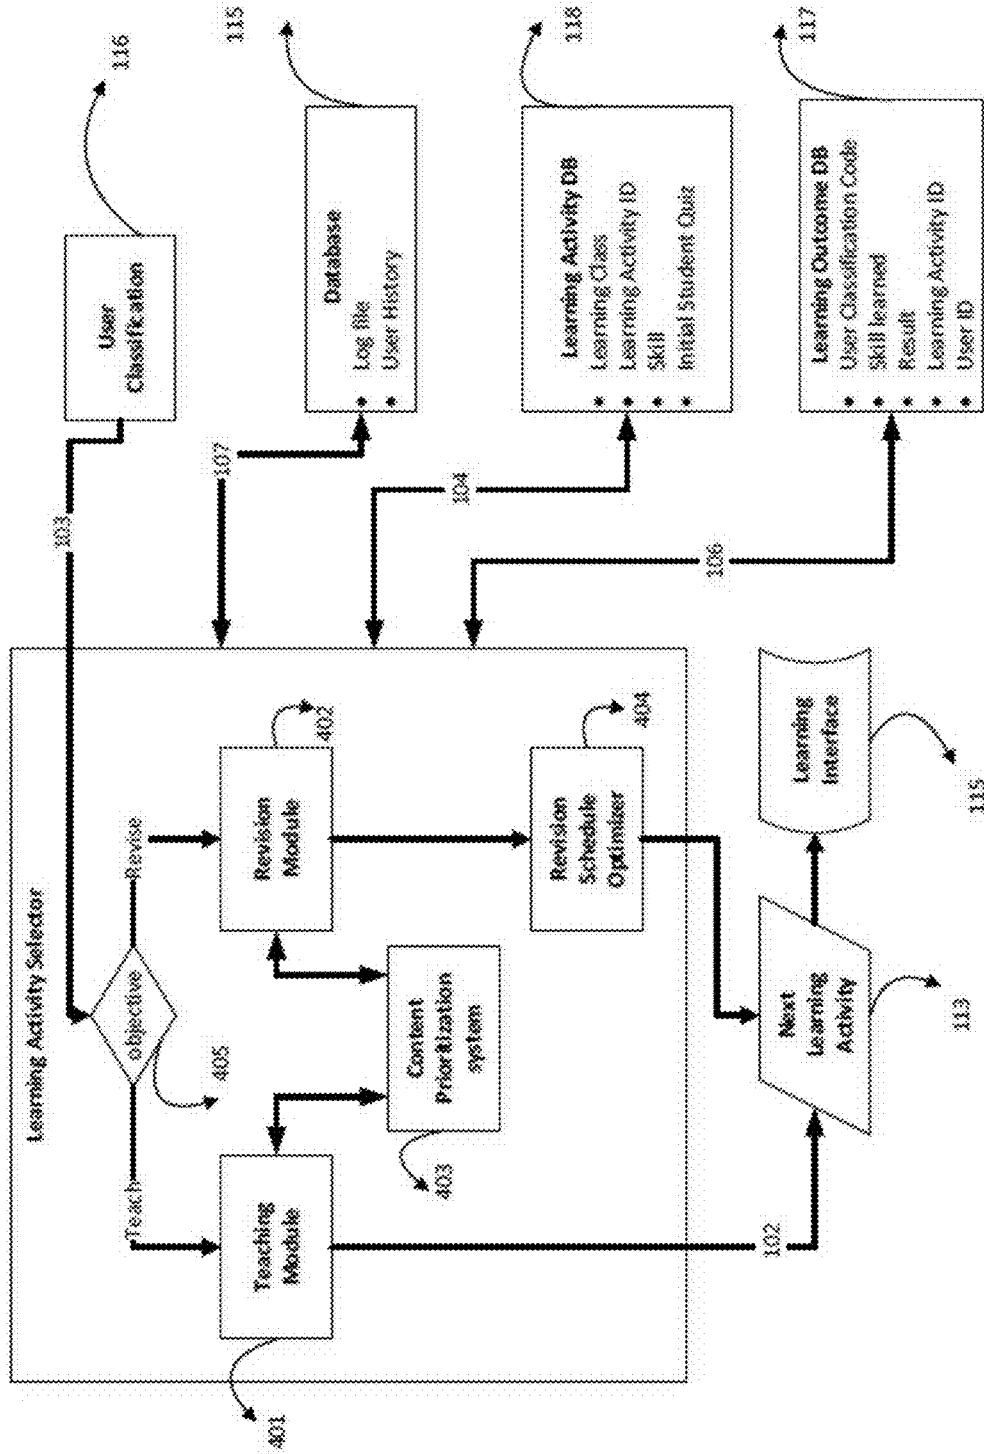 Learning Activity Selector
objective
Teach
Revise
405
Teaching
Module
401
Revision
Module
402
Content
Prioritization
system
403
Revision
Schedule
Optimizer
404
102
Next
Learning
Activity
113
Learning
Interface
115
103
107
104
106
User
Classification
116
Database
• Log file
• User History
115
Learning Activity DB
• Learning Class
• Learning Activity ID
• Skill
• Initial Student Quiz
118
Learning Outcome DB
• User Classification Code
• Skill learned
• Result
• Learning Activity ID
• User ID
117